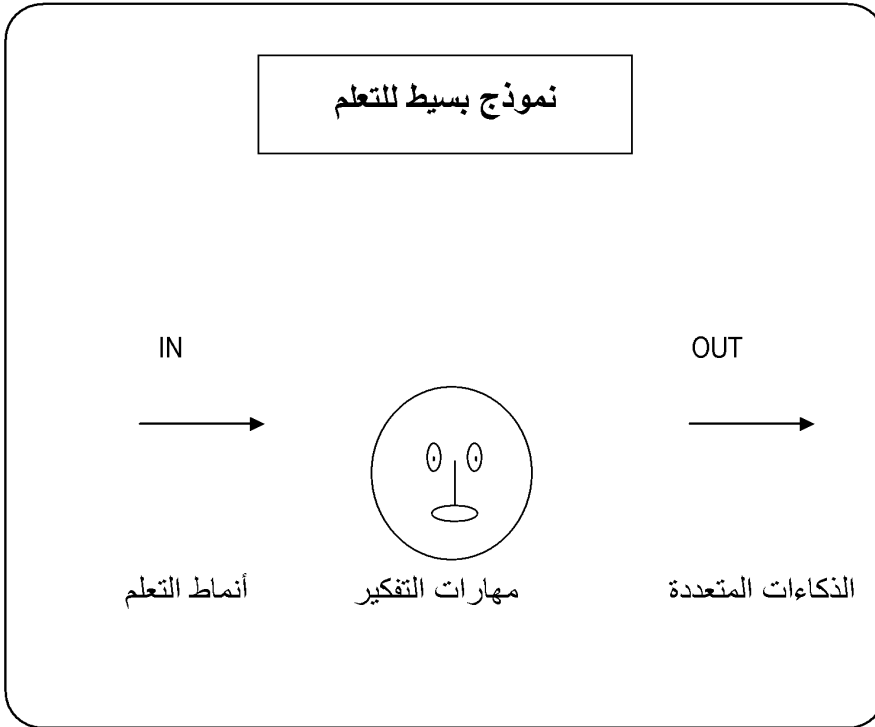 نموذج بسيط للتعلم
IN
OUT
أنماط التعلم
مهارات التفكير
الذكاءات المتعددة